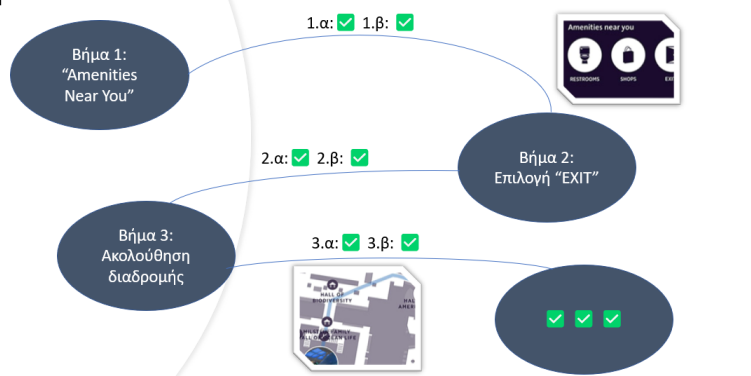 1.α: ✅ 1.β: ✅
Βήμα 1:
“Amenities
Near You”
Amenities near you
RESTROOMS SHOPS
2.α: ✅ 2.β: ✅
Βήμα 2:
Επιλογή “EXIT”
Βήμα 3:
Ακολούθηση
διαδρομής
3.α: ✅ 3.β: ✅
HALL OF
BIODIVERSITY
✅ ✅ ✅